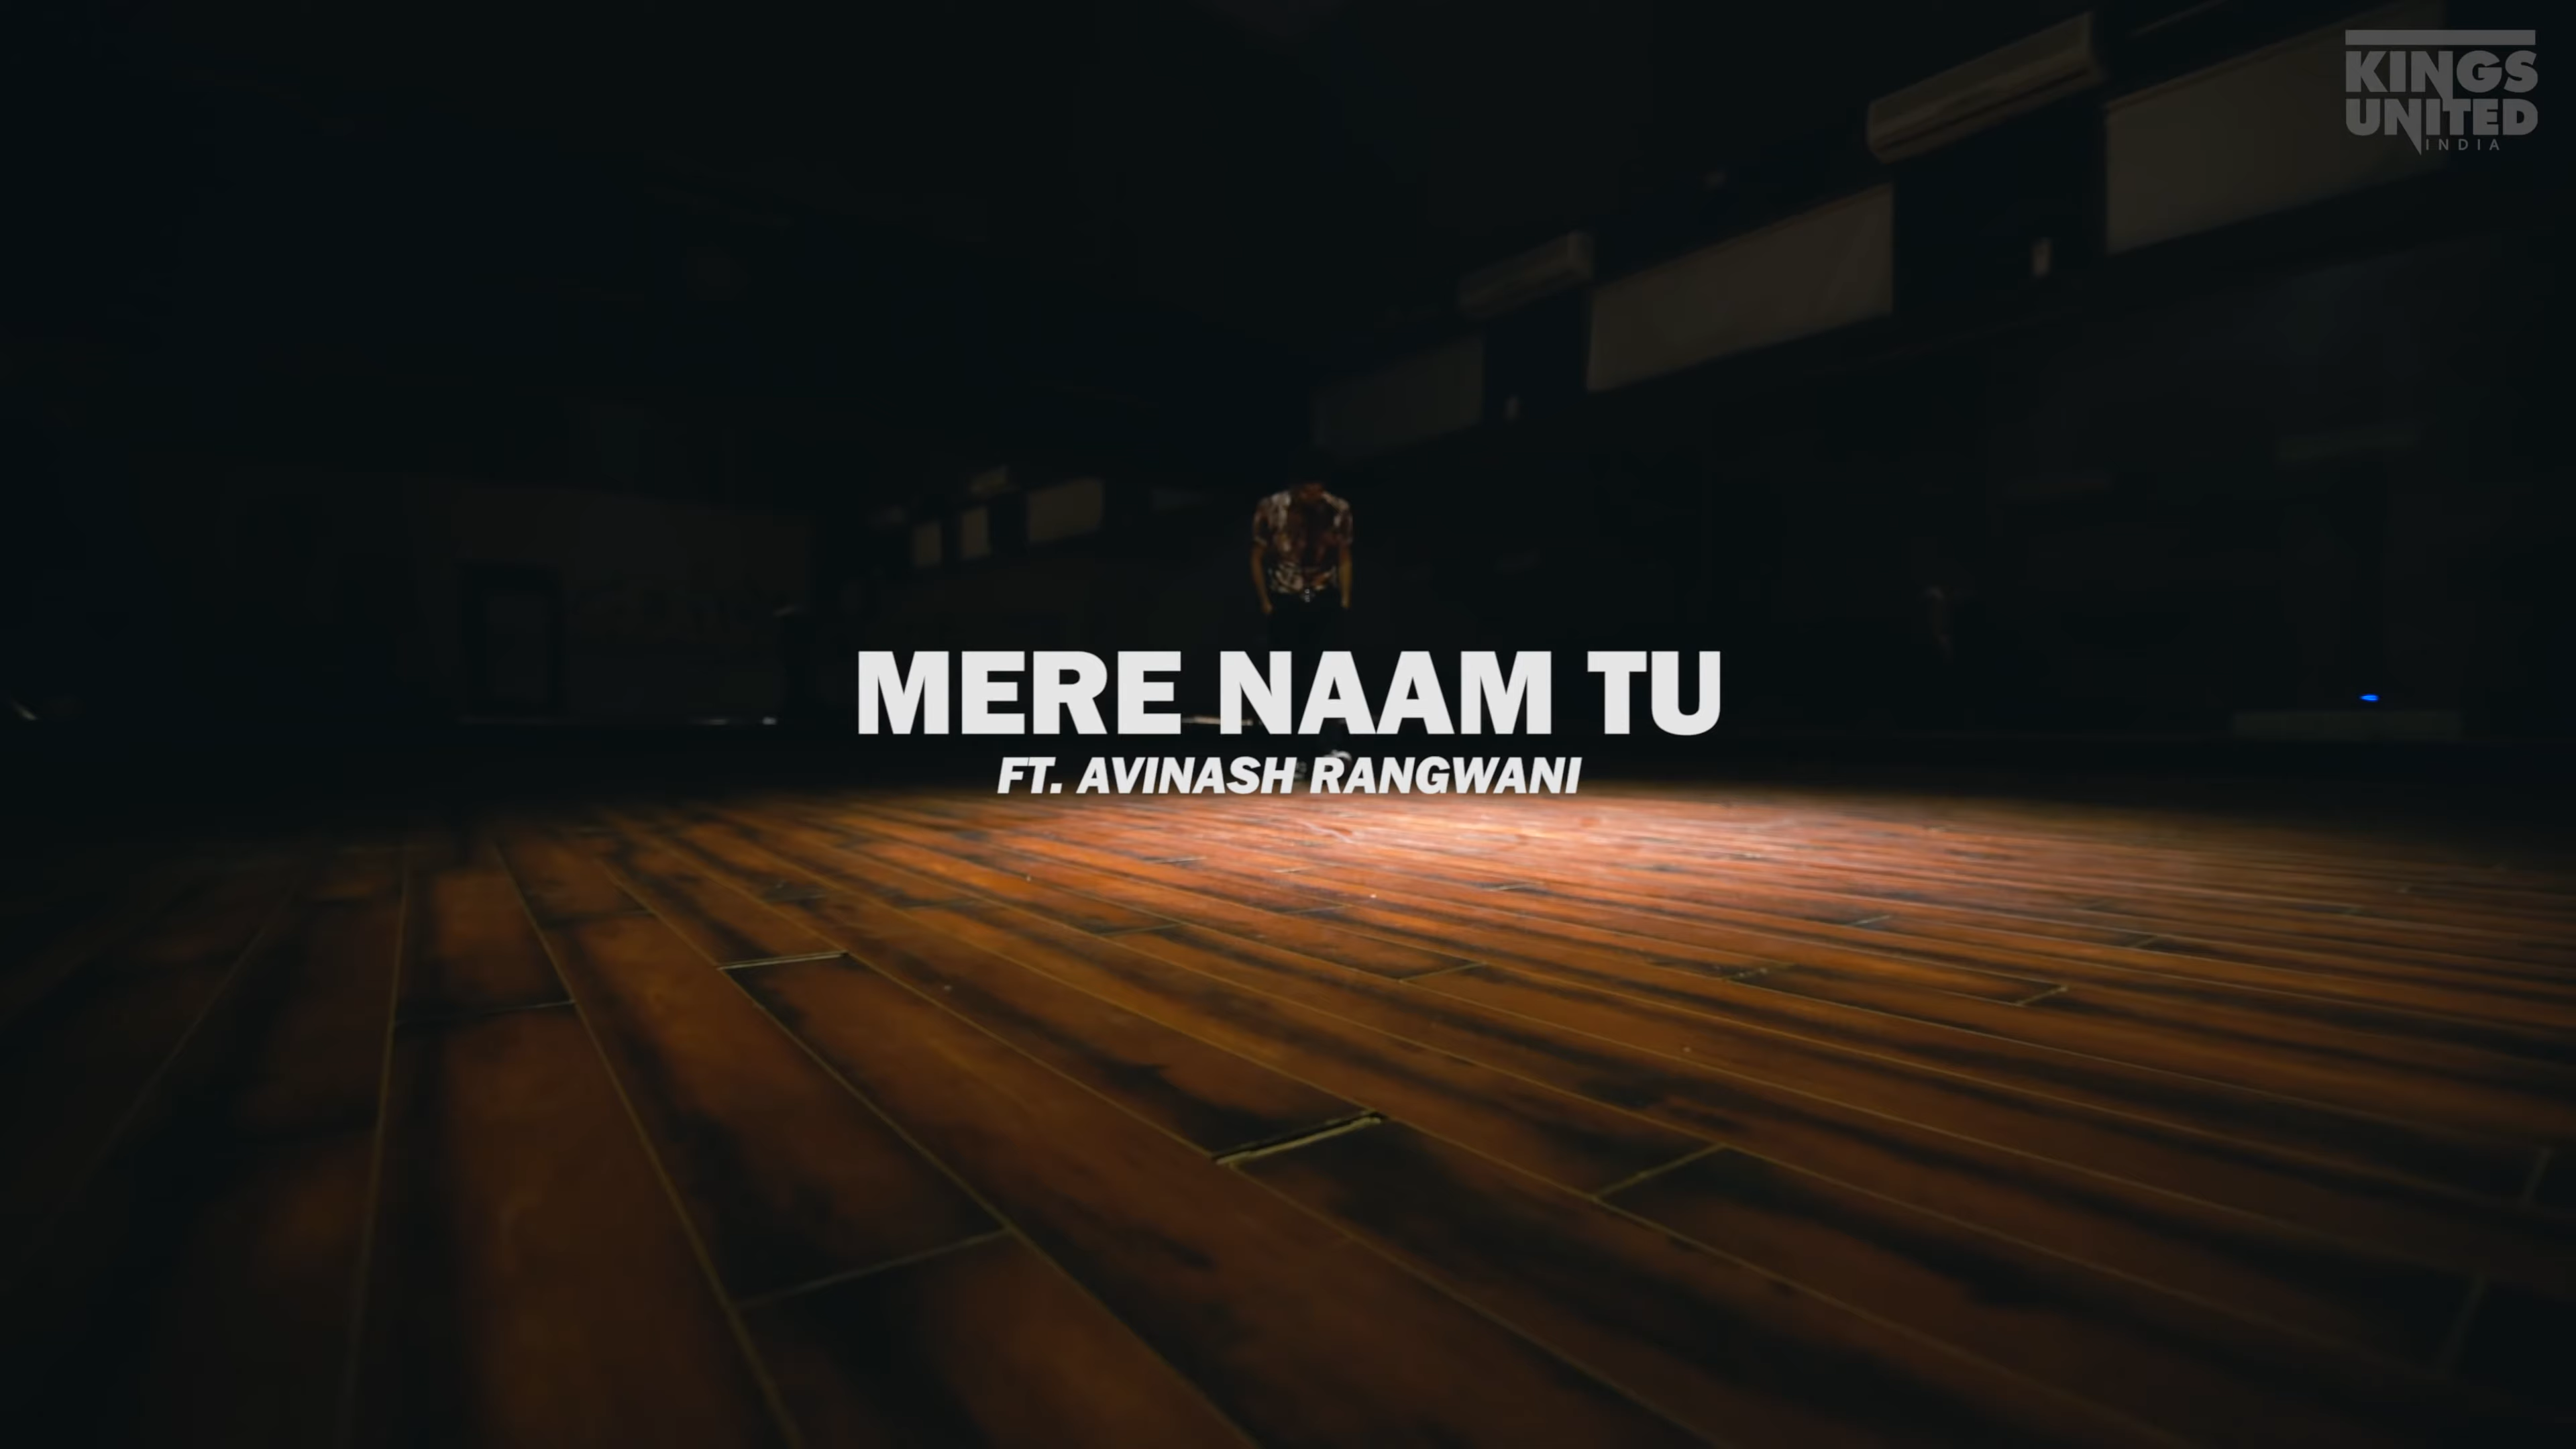 KINGS
UNITED
INDIA
MERE NAAM TU
FT. AVINASH RANGWANI